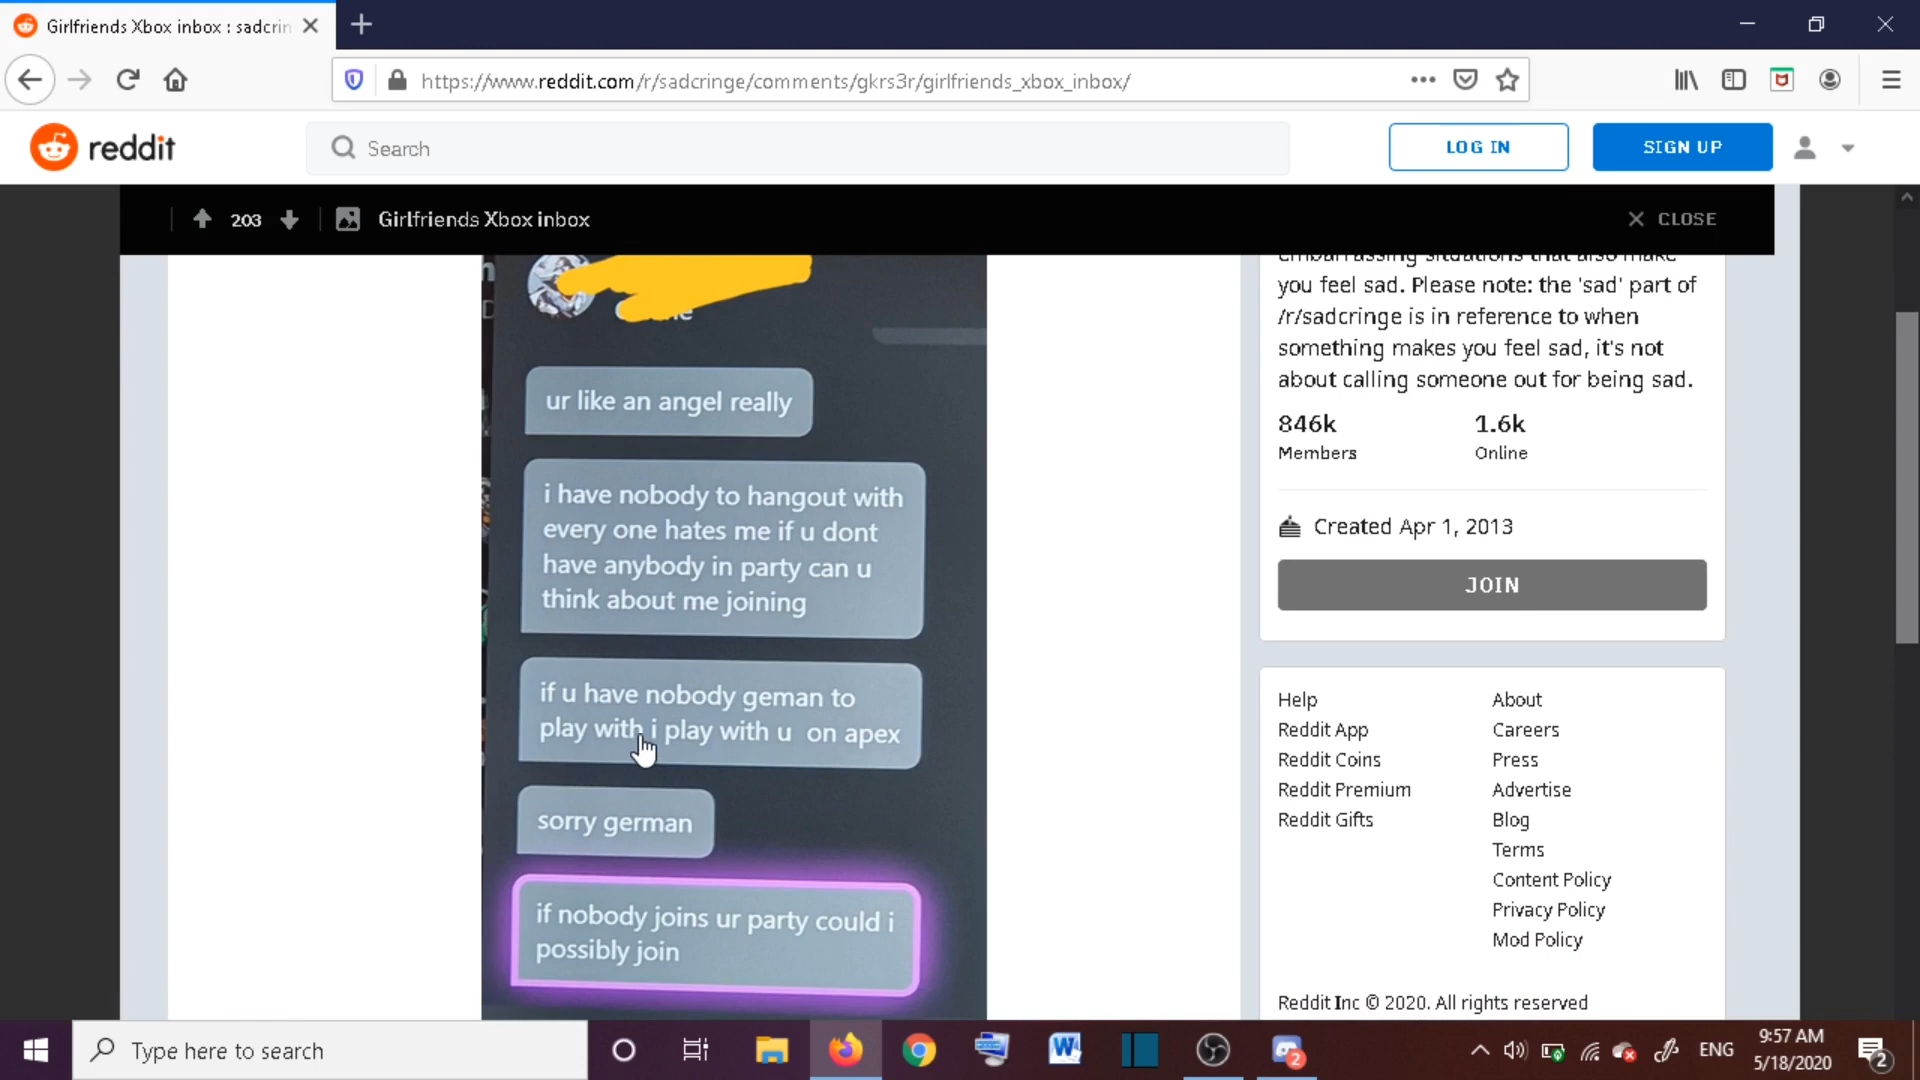 Girlfriends Xbox inbox : sadcrin
https://www.reddit.com/r/sadcringe/comments/gkrs3r/girlfriends_xbox_inbox/
reddit
Search
LOG IN
SIGN UP
203
Girlfriends Xbox inbox
CLOSE
ur like an angel really
i have nobody to hangout with
every one hates me if u dont
have anybody in party can u
think about me joining
if u have nobody geman to
play with i play with u on apex
sorry german
if nobody joins ur party could i
possibly join
embarrassing situations that also make
you feel sad. Please note: the 'sad' part of
/r/sadcringe is in reference to when
something makes you feel sad, it's not
about calling someone out for being sad.
846k
Members
1.6k
Online
Created Apr 1, 2013
JOIN
Help
Reddit App
Reddit Coins
Reddit Premium
Reddit Gifts
About
Careers
Press
Advertise
Blog
Terms
Content Policy
Privacy Policy
Mod Policy
Reddit Inc © 2020. All rights reserved
Type here to search
2
ENG
9:57 AM
5/18/2020
2